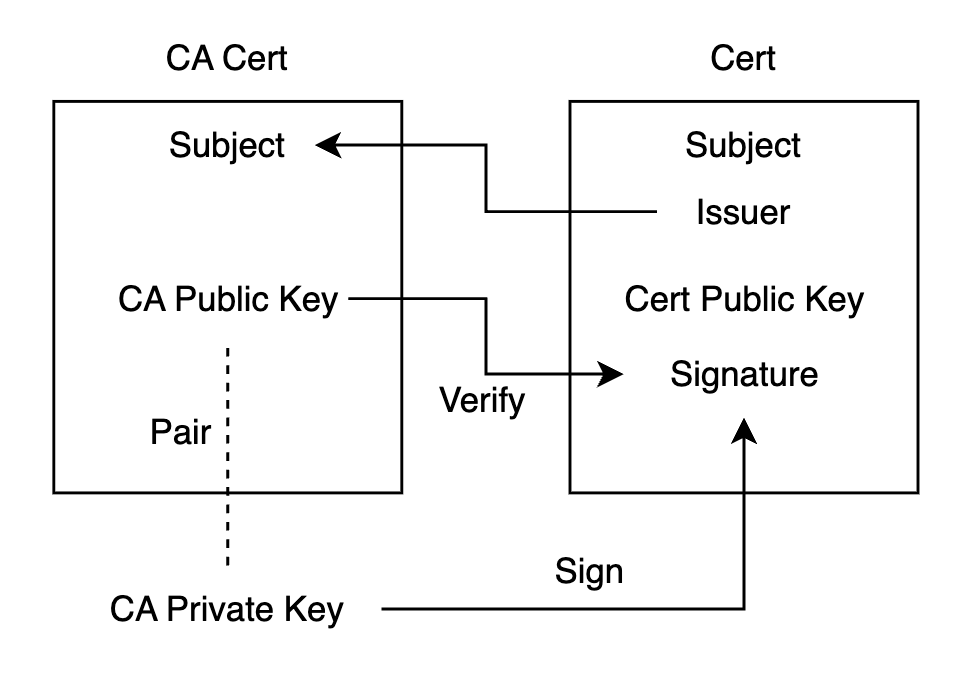 CA Cert
Cert
Subject
Subject
Issuer
CA Public Key
Cert Public Key
Signature
Verify
Pair
Sign
CA Private Key